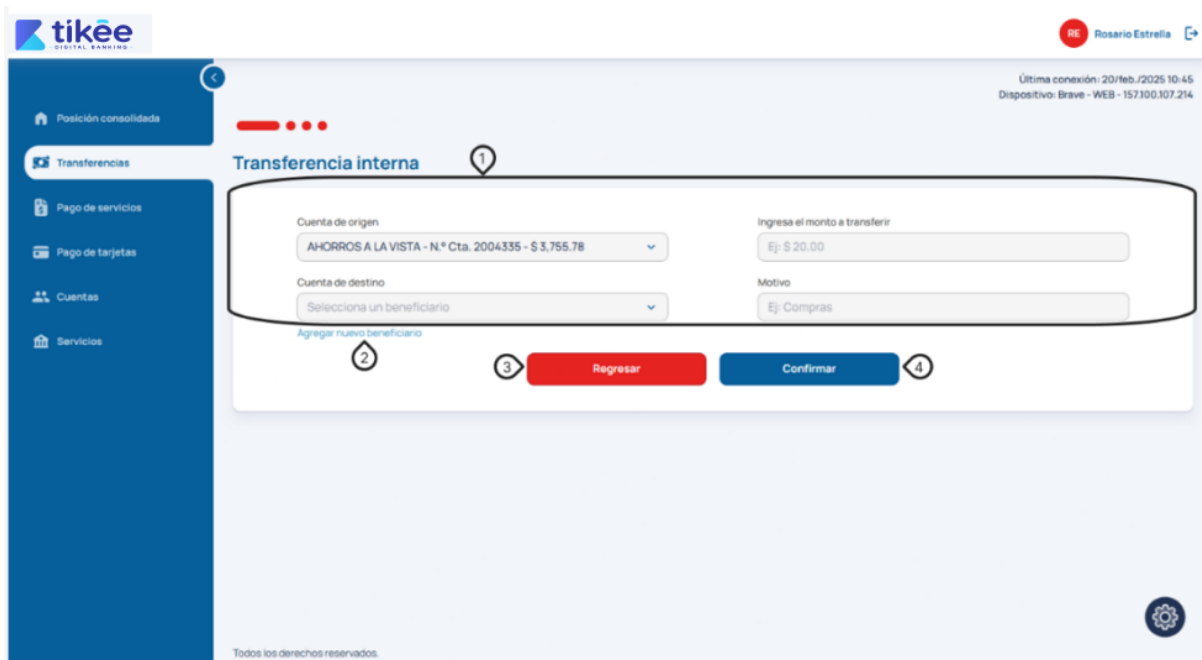 tikēe
- DIGITAL BANKING -
RE Rosario Estrella
Última conexión: 20/feb./2025 10:45
Dispositivo: Brave - WEB - 157.100.107.214
Posición consolidada
Transferencias
Pago de servicios
Pago de tarjetas
Cuentas
Servicios
Transferencia interna
1
Cuenta de origen
AHORROS A LA VISTA - N.º Cta. 2004335 - $ 3,755.78
Ingresa el monto a transferir
Ej: $ 20.00
Cuenta de destino
Selecciona un beneficiario
Motivo
Ej: Compras
Agregar nuevo beneficiario
2
3
Regresar
Confirmar
4
Todos los derechos reservados.